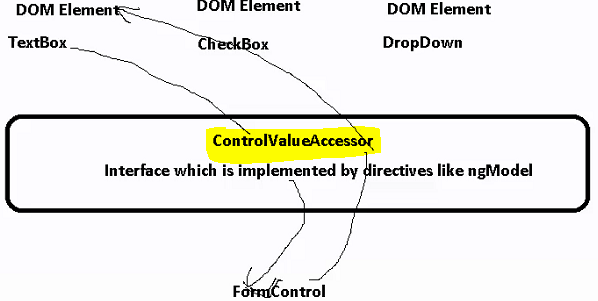 DOM Element DOM Element DOM Element
TextBox CheckBox DropDown
ControlValueAccessor
Interface which is implemented by directives like ngModel
FormControl